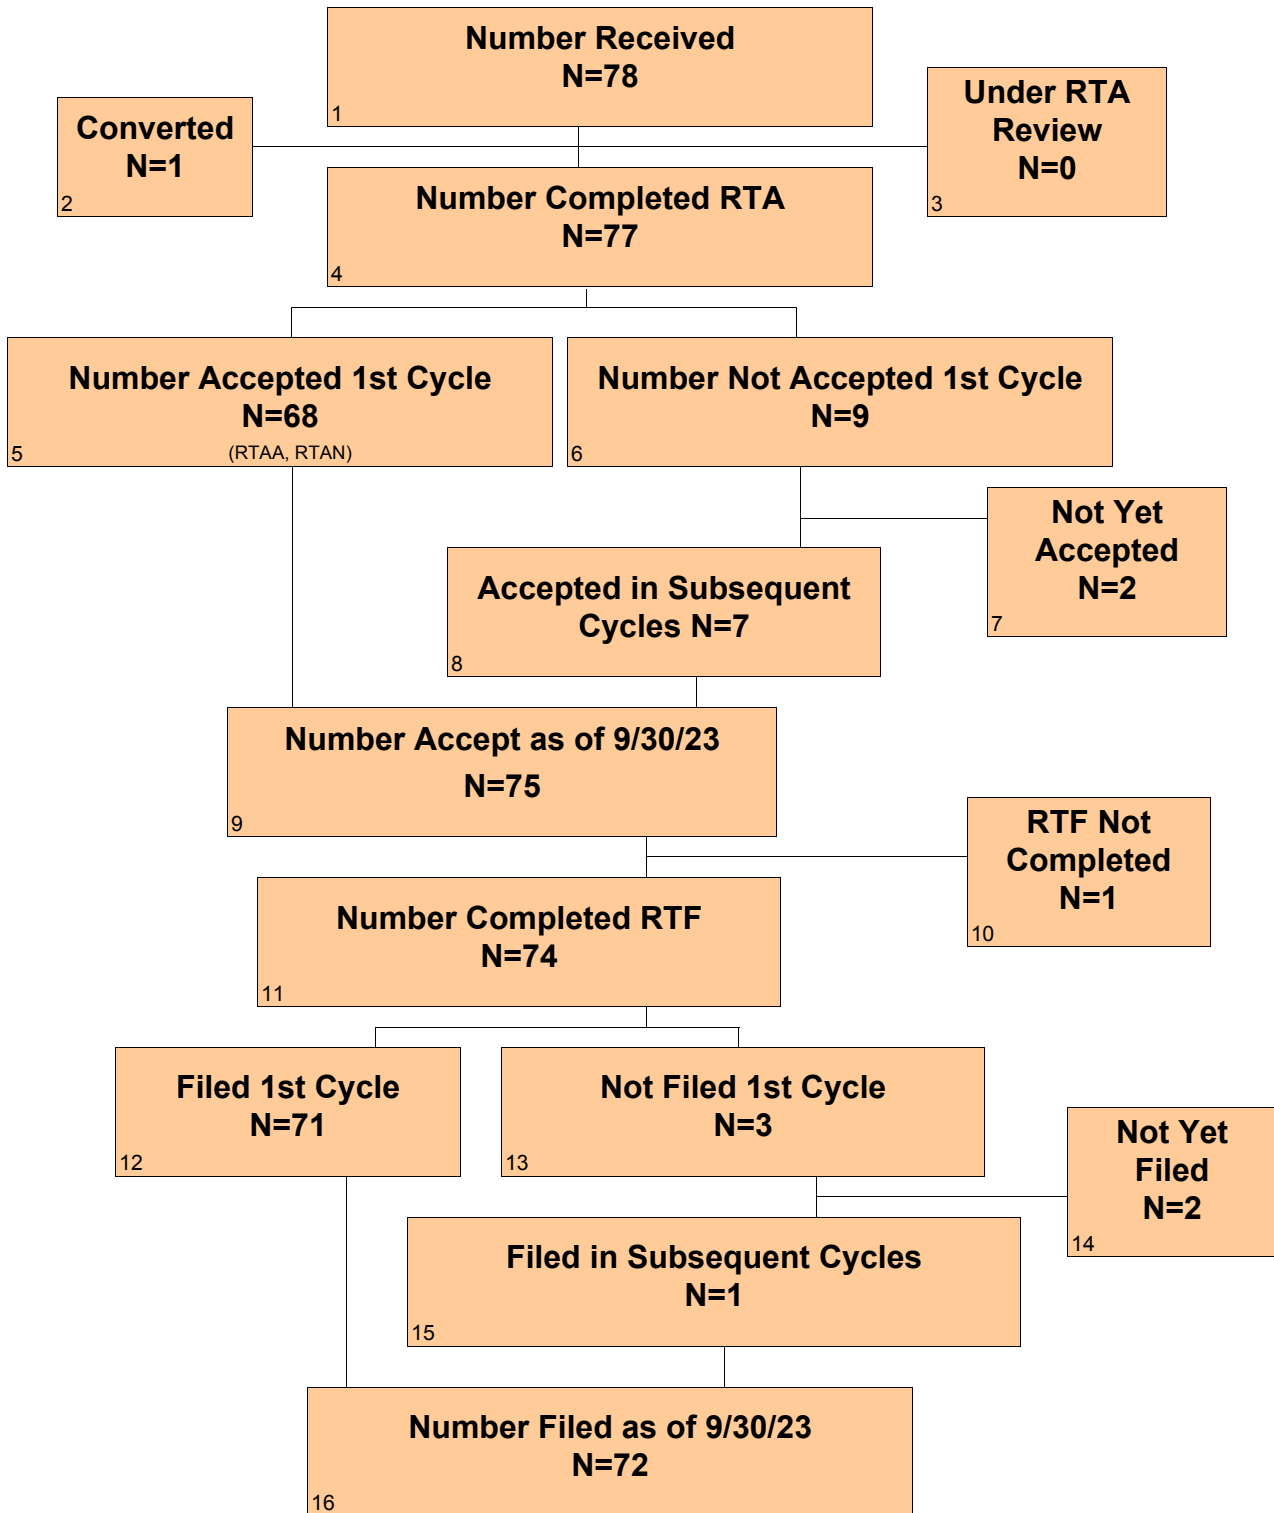 Number Received
N=78
1
Converted
N=1
2
Under RTA
Review
N=0
3
Number Completed RTA
N=77
4
Number Accepted 1st Cycle
N=68
(RTAA, RTAN)
5
Number Not Accepted 1st Cycle
N=9
6
Not Yet
Accepted
N=2
7
Accepted in Subsequent
Cycles N=7
8
Number Accept as of 9/30/23
N=75
9
RTF Not
Completed
N=1
10
Number Completed RTF
N=74
11
Filed 1st Cycle
N=71
12
Not Filed 1st Cycle
N=3
13
Not Yet
Filed
N=2
14
Filed in Subsequent Cycles
N=1
15
Number Filed as of 9/30/23
N=72
16